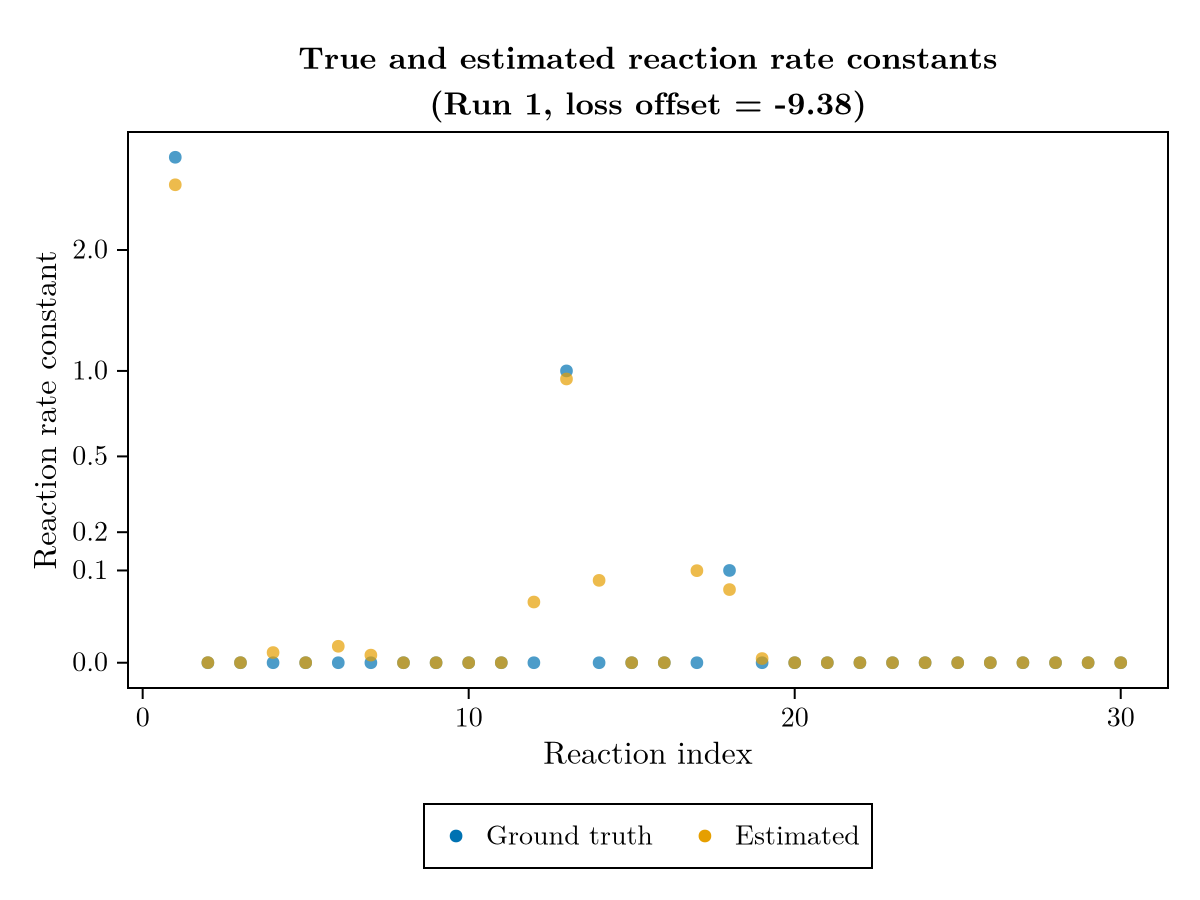 True and estimated reaction rate constants
(Run 1, loss offset = -9.38)
Reaction rate constant
2.0
1.0
0.5
0.2
0.1
0.0
0 10 20 30
Reaction index
Ground truth Estimated